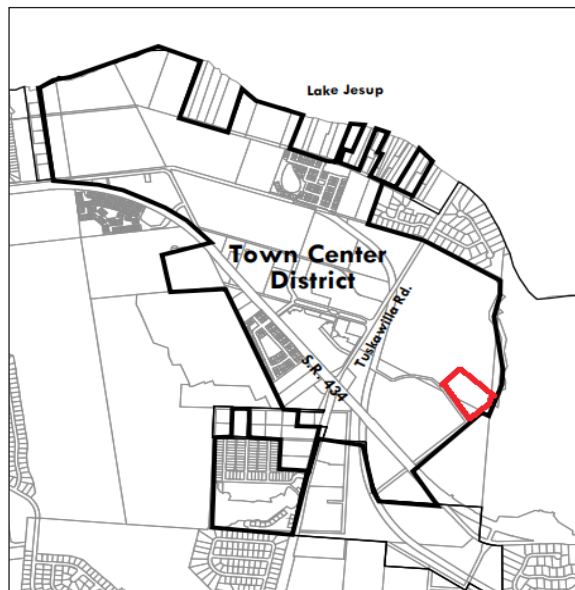 Lake Jesup
Town Center
District
Tuskawilla Rd.
S.R. 434